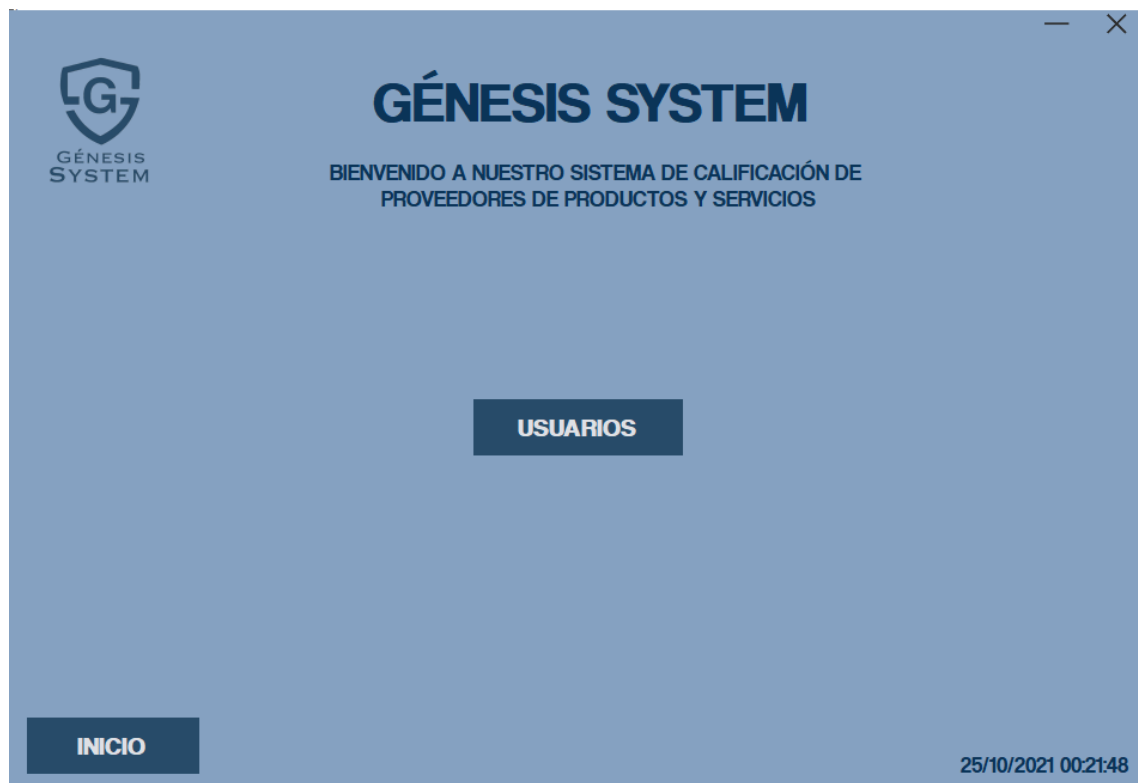 G
GÉNESIS
SYSTEM
GÉNESIS SYSTEM
BIENVENIDO A NUESTRO SISTEMA DE CALIFICACIÓN DE
PROVEEDORES DE PRODUCTOS Y SERVICIOS
USUARIOS
INICIO
25/10/2021 00:21:48